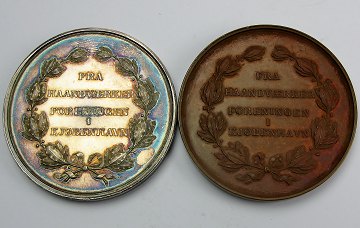 FRA
HAANDVÆRKER
FORENINGEN
I
KJØBENHAVN
FRA
HAANDVÆRKER
FORENINGEN
I
KJØBENHAVN